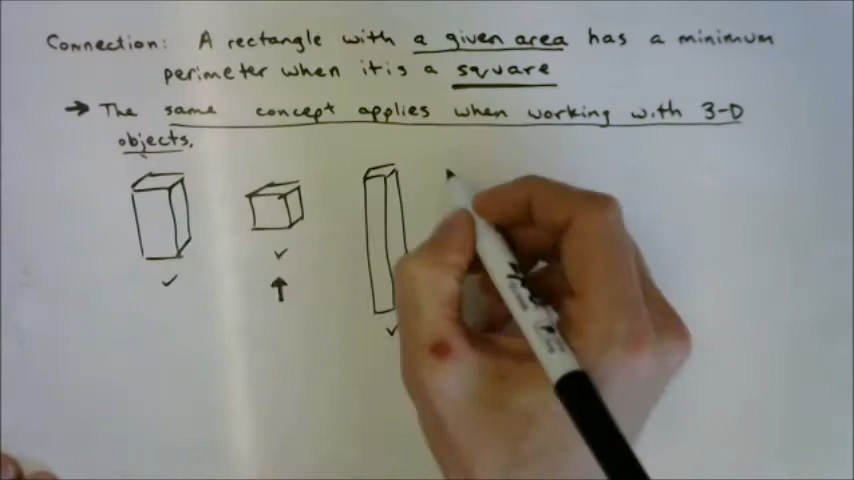 Connection: A rectangle with a given area has a minimum
perimeter when it is a square
→ The same concept applies when working with 3-D
objects.